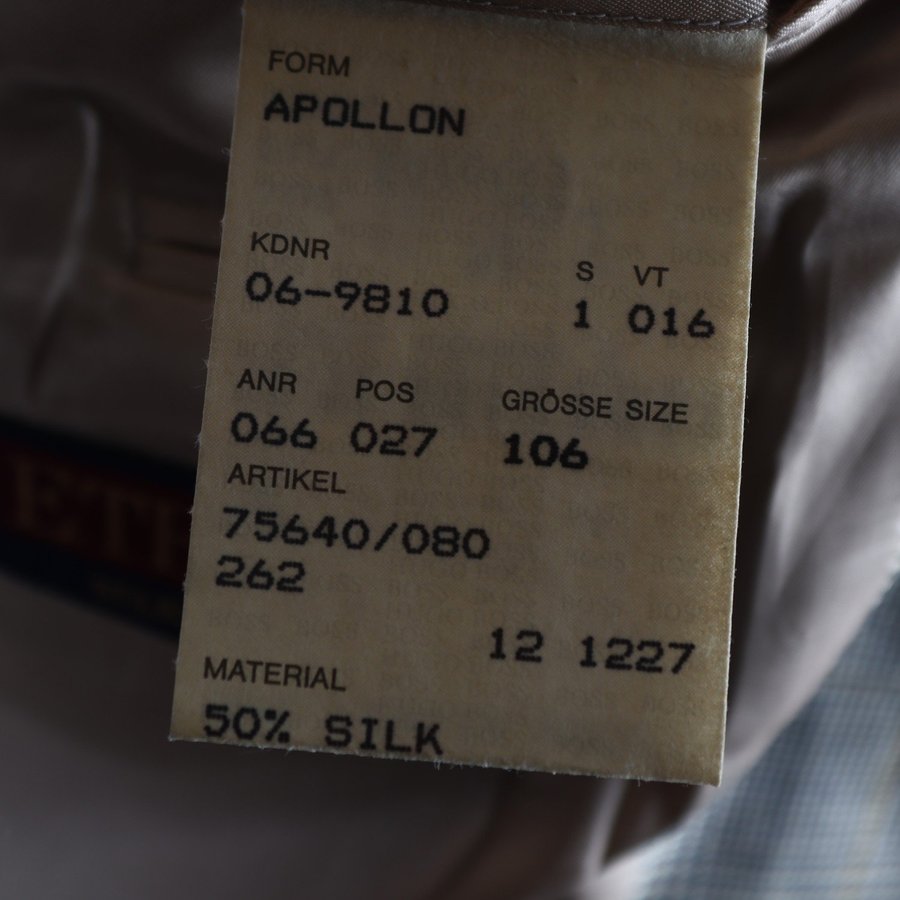 FORM
APOLLON
KDNR
S VT
06-9810
1 016
ANR POS
GRÖSSE SIZE
066 027
106
ARTIKEL
75640/080
262
12 1227
MATERIAL
50% SILK